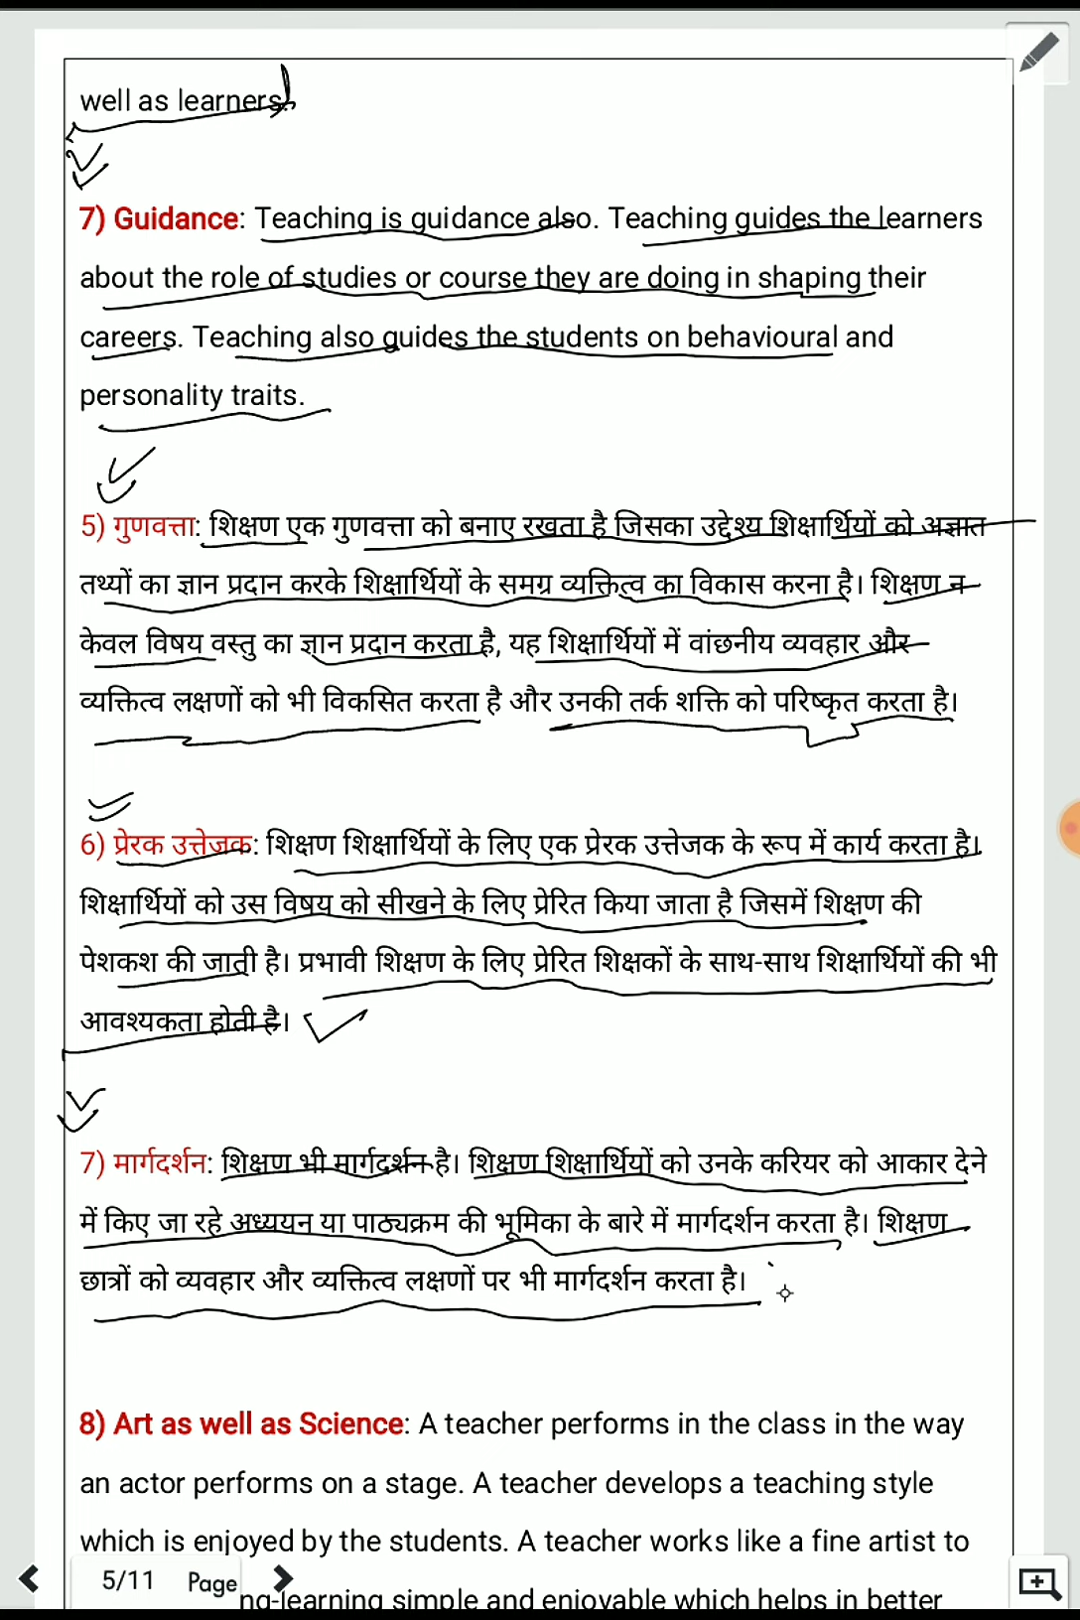 well as learners.
7) Guidance: Teaching is guidance also. Teaching guides the learners
about the role of studies or course they are doing in shaping their
careers. Teaching also guides the students on behavioural and
personality traits.
5) गुणवत्ता: शिक्षण एक गुणवत्ता को बनाए रखता है जिसका उद्देश्य शिक्षार्थियों को अज्ञात
तथ्यों का ज्ञान प्रदान करके शिक्षार्थियों के समग्र व्यक्तित्व का विकास करना है। शिक्षण न
केवल विषय वस्तु का ज्ञान प्रदान करता है, यह शिक्षार्थियों में वांछनीय व्यवहार और
व्यक्तित्व लक्षणों को भी विकसित करता है और उनकी तर्क शक्ति को परिष्कृत करता है।
6) प्रेरक उत्तेजक: शिक्षण शिक्षार्थियों के लिए एक प्रेरक उत्तेजक के रूप में कार्य करता है।
शिक्षार्थियों को उस विषय को सीखने के लिए प्रेरित किया जाता है जिसमें शिक्षण की
पेशकश की जाती है। प्रभावी शिक्षण के लिए प्रेरित शिक्षकों के साथ-साथ शिक्षार्थियों की भी
आवश्यकता होती है।
7) मार्गदर्शन: शिक्षण भी मार्गदर्शन है। शिक्षण शिक्षार्थियों को उनके करियर को आकार देने
में किए जा रहे अध्ययन या पाठ्यक्रम की भूमिका के बारे में मार्गदर्शन करता है। शिक्षण
छात्रों को व्यवहार और व्यक्तित्व लक्षणों पर भी मार्गदर्शन करता है।
8) Art as well as Science: A teacher performs in the class in the way
an actor performs on a stage. A teacher develops a teaching style
which is enjoyed by the students. A teacher works like a fine artist to
5/11 Page
ng-learning simple and enjoyable which helps in better